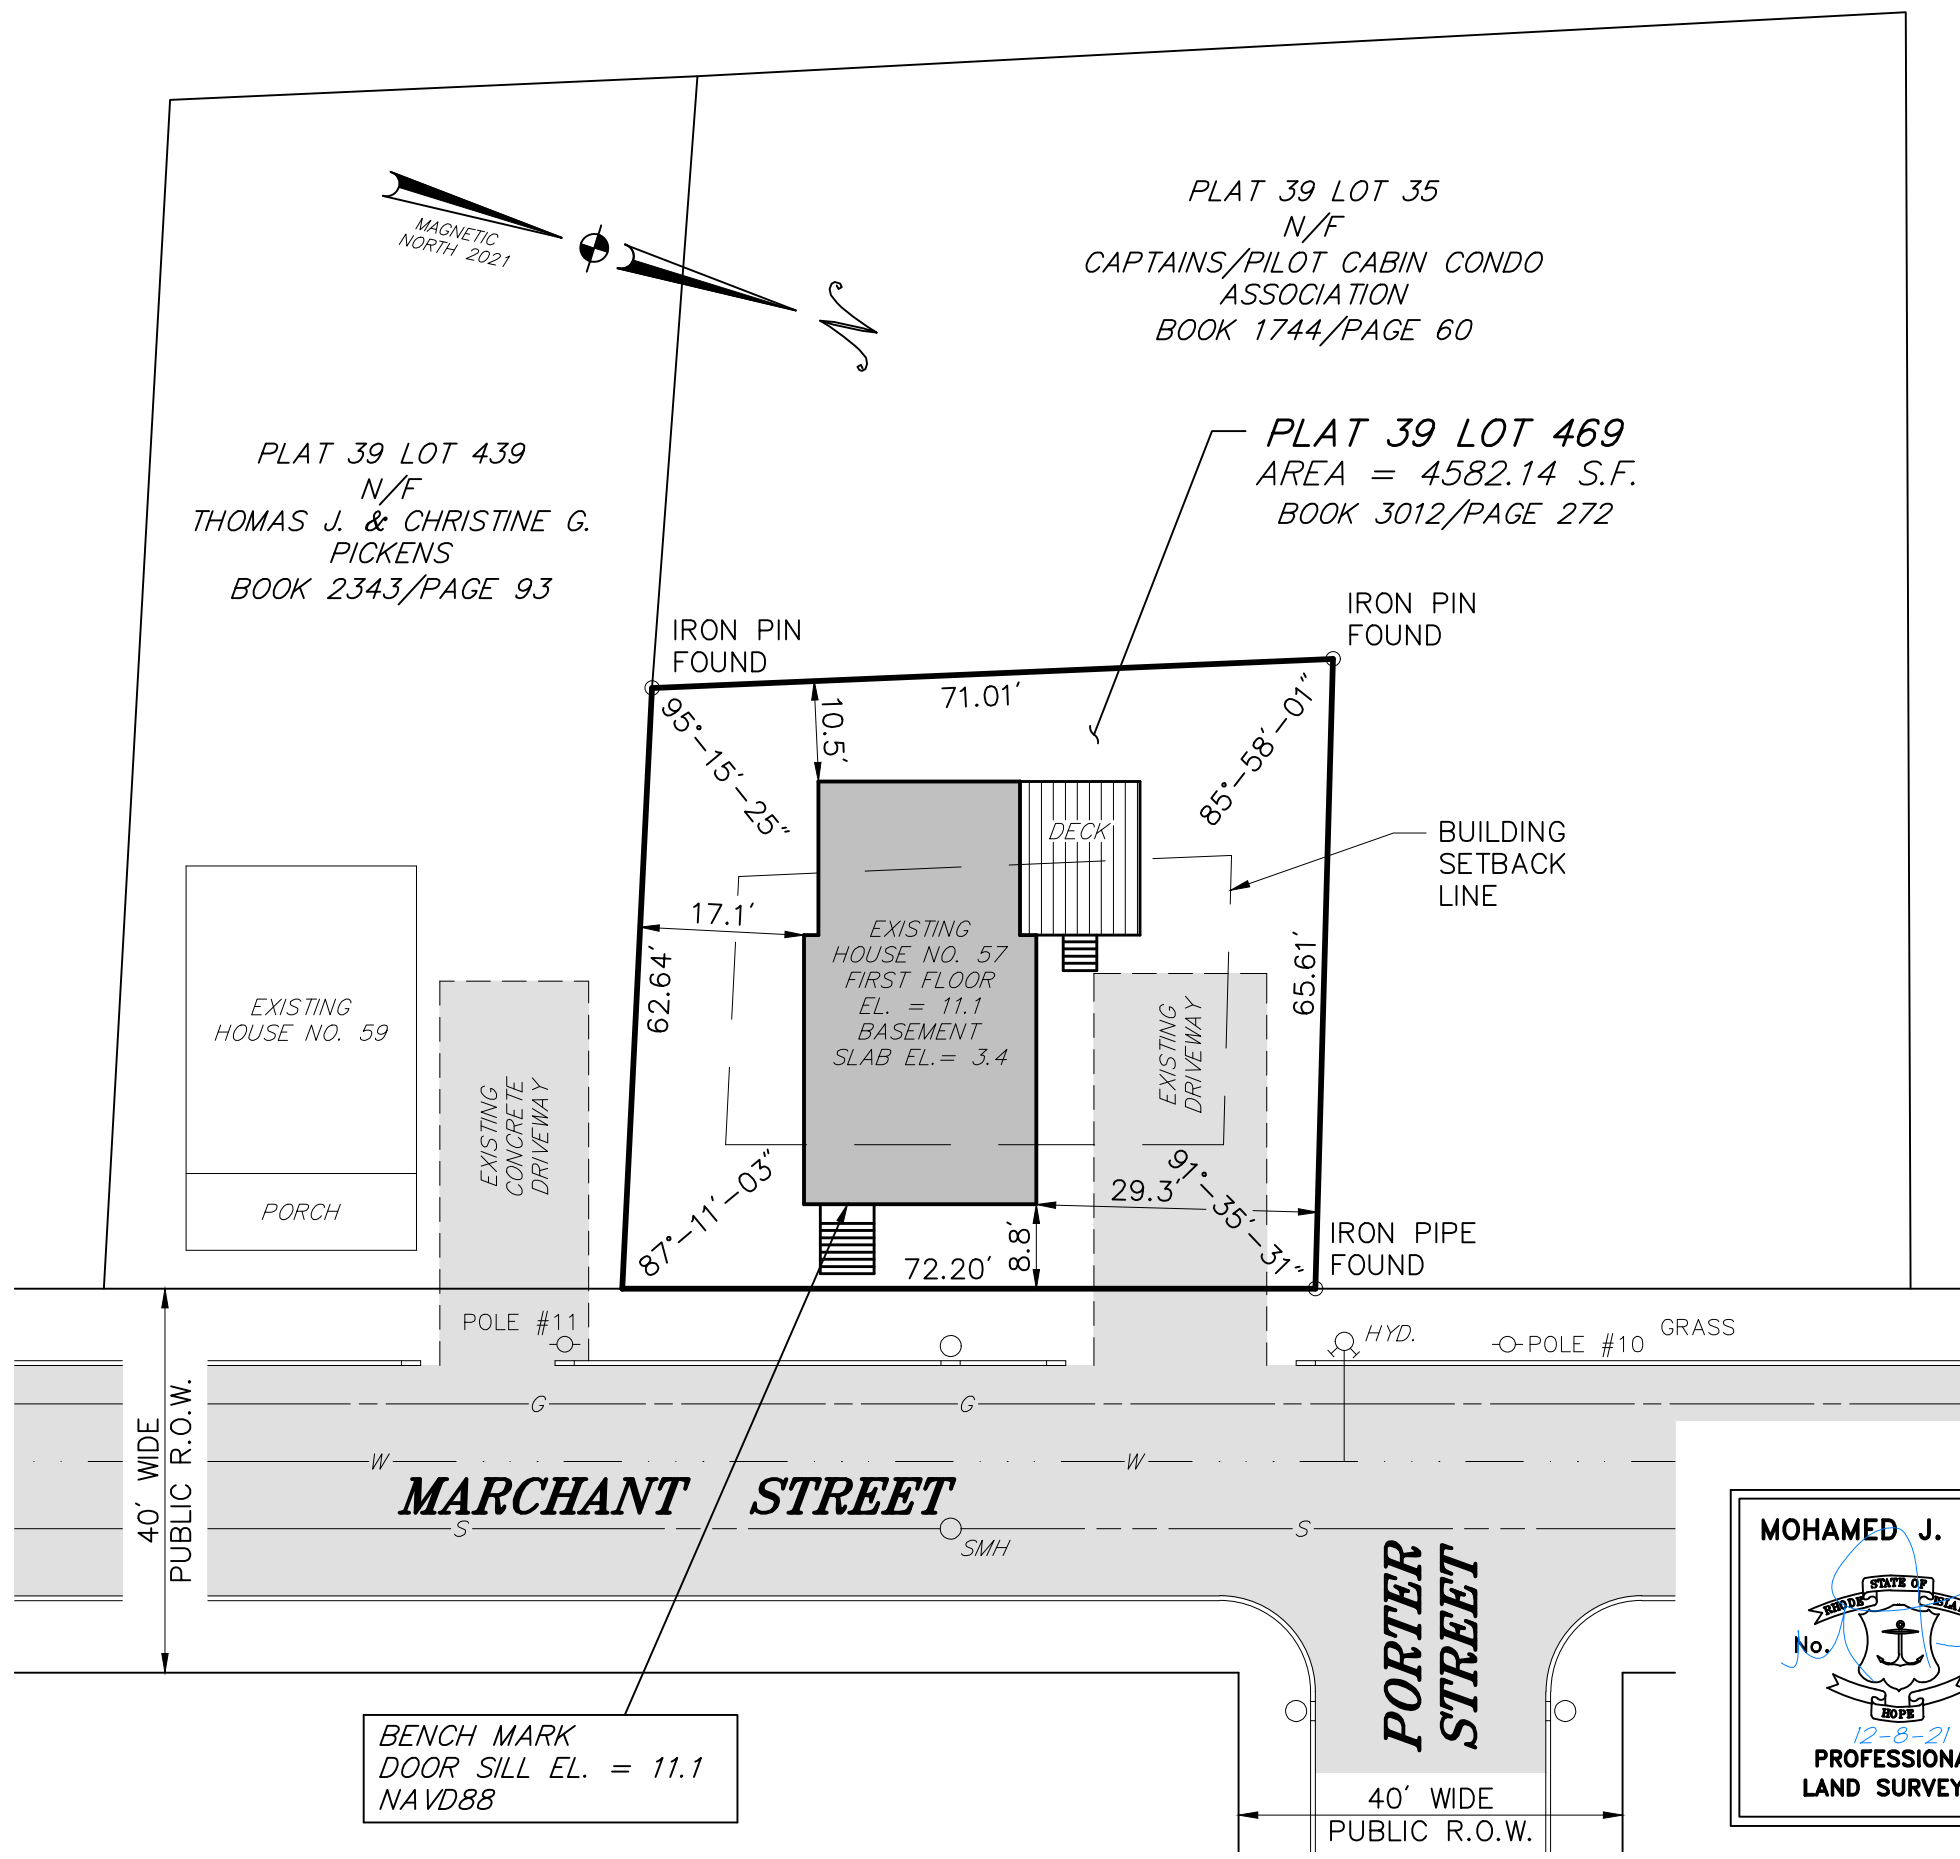 PLAT 39 LOT 35
N/F
CAPTAINS/PILOT CABIN CONDO
ASSOCIATION
BOOK 1744/PAGE 60
MAGNETIC
NORTH 2021
N
PLAT 39 LOT 469
AREA = 4582.14 S.F.
BOOK 3012/PAGE 272
PLAT 39 LOT 439
N/F
THOMAS J. & CHRISTINE G.
PICKENS
BOOK 2343/PAGE 93
IRON PIN
FOUND
IRON PIN
FOUND
71.01'
10.5'
95°-15'-25"
85°-58'-01"
DECK
BUILDING
SETBACK
LINE
17.1'
62.64'
65.61'
EXISTING
HOUSE NO. 57
FIRST FLOOR
EL. = 11.1
BASEMENT
SLAB EL.= 3.4
EXISTING
HOUSE NO. 59
PORCH
EXISTING
CONCRETE
DRIVEWAY
EXISTING
DRIVEWAY
87°-11'-03"
91°-35'-31"
29.3'
8.8'
72.20'
IRON PIPE
FOUND
POLE #11
HYD.
POLE #10
GRASS
G
G
W
W
MARCHANT STREET
S
S
SMH
40' WIDE
PUBLIC R.O.W.
PORTER
STREET
40' WIDE
PUBLIC R.O.W.
BENCH MARK
DOOR SILL EL. = 11.1
NAVD88
MOHAMED J.
STATE OF
RHODE
No.
HOPE
12-8-21
PROFESSIONA
LAND SURVEY